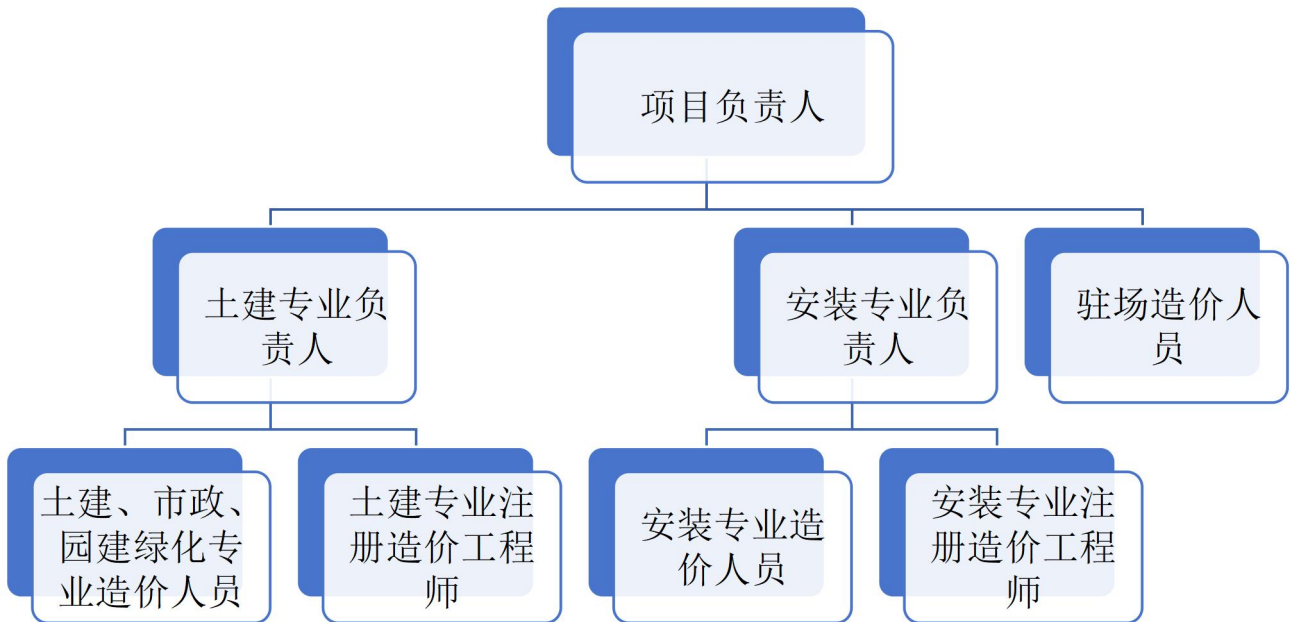 项目负责人
土建专业负
责人
安装专业负
责人
驻场造价人
员
土建、市政、
园建绿化专
业造价人员
土建专业注
册造价工程
师
安装专业造
价人员
安装专业注
册造价工程
师